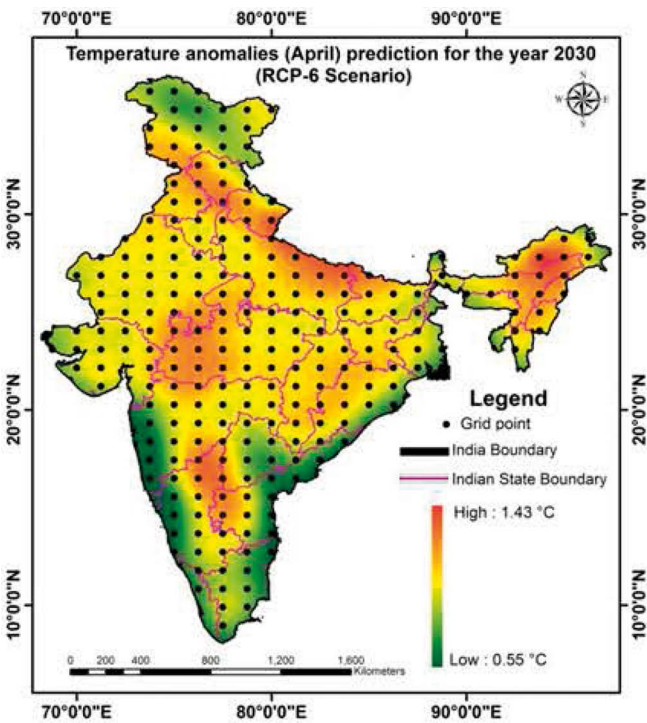 70°0'0"E 80°0'0"E 90°0'0"E
Temperature anomalies (April) prediction for the year 2030
(RCP-6 Scenario)
N
W E
S
30°0'0"N 30°0'0"N
20°0'0"N 20°0'0"N
10°0'0"N 10°0'0"N
Legend
Grid point
India Boundary
Indian State Boundary
High : 1.43 °C
Low : 0.55 °C
0 200 400 800 1,200 1,600
Kilometers
70°0'0"E 80°0'0"E 90°0'0"E